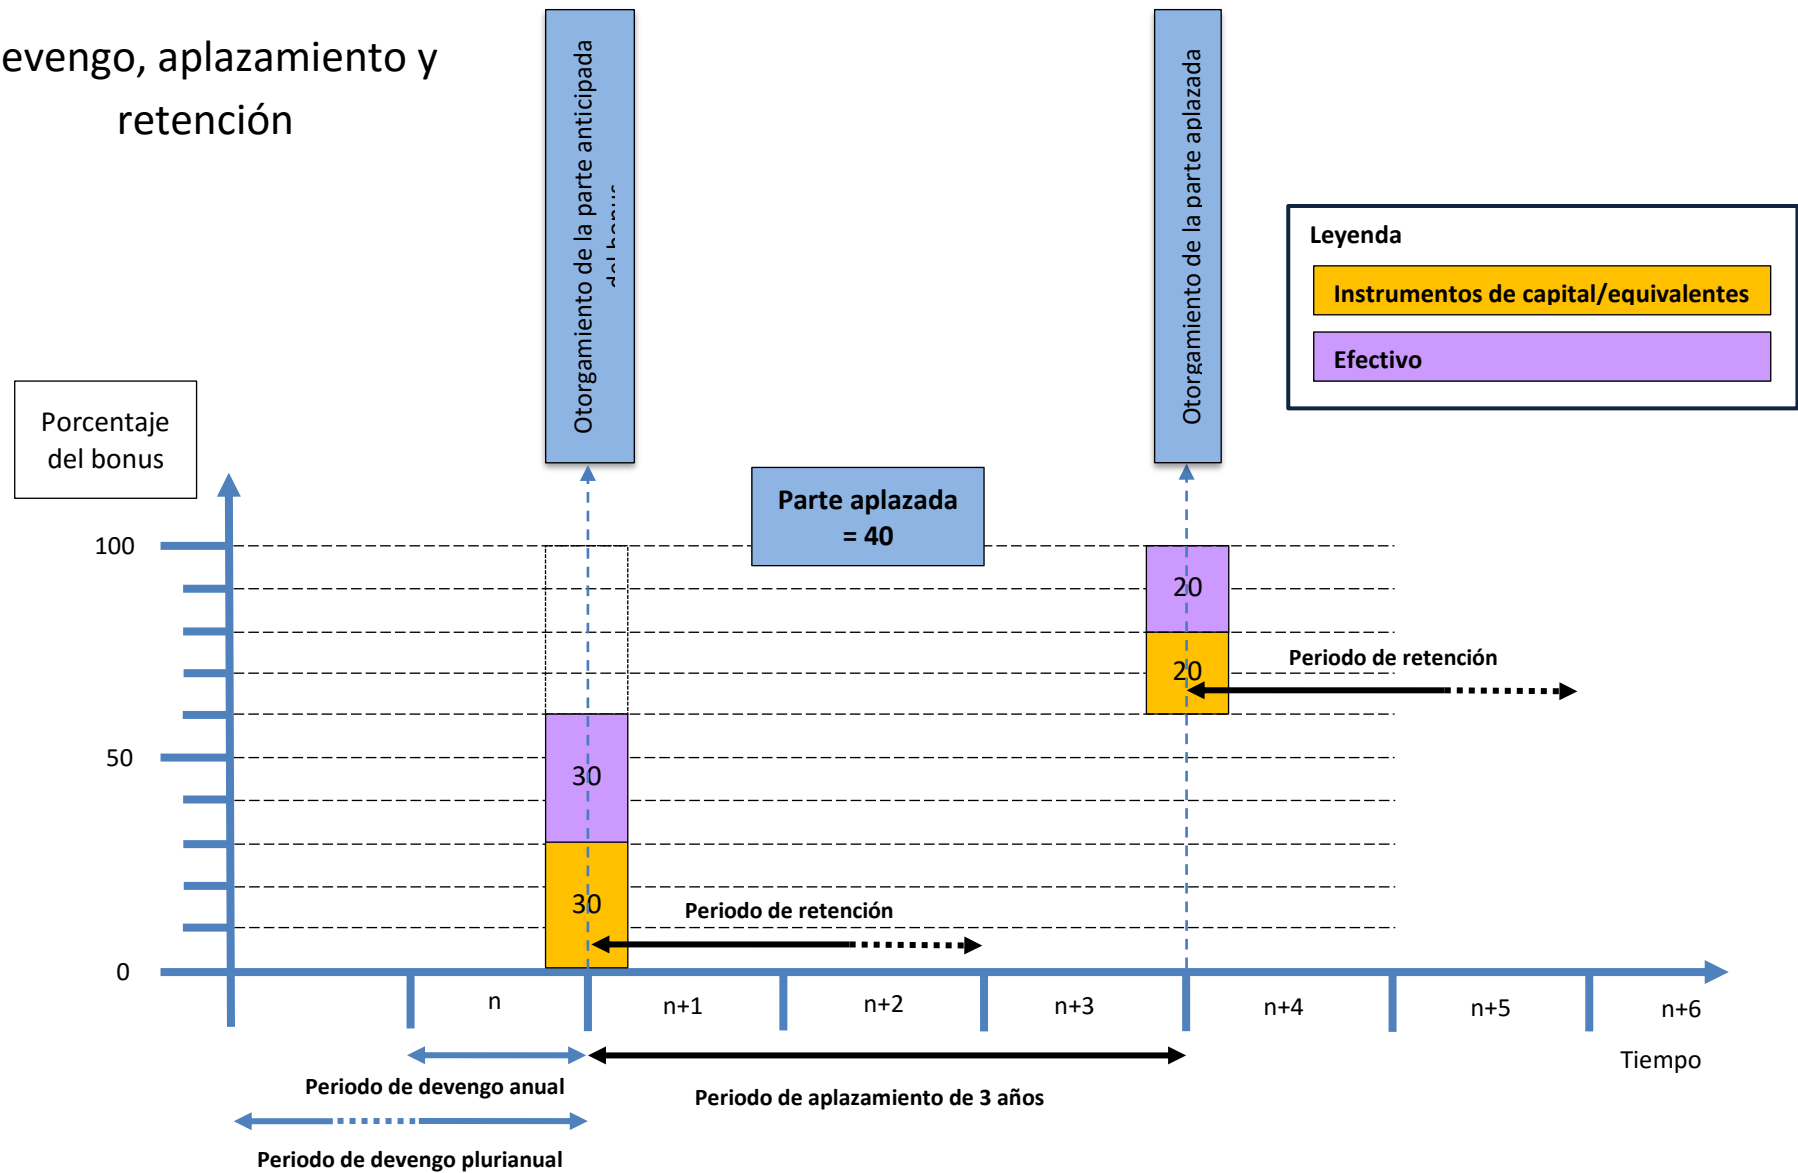 evengo, aplazamiento y
retención
Otorgamiento de la parte anticipada
del bonus
Otorgamiento de la parte aplazada
Leyenda
Instrumentos de capital/equivalentes
Efectivo
Porcentaje
del bonus
Parte aplazada
= 40
100
50
0
20
20
30
30
Periodo de retención
Periodo de retención
n
n+1
n+2
n+3
n+4
n+5
n+6
Tiempo
Periodo de devengo anual
Periodo de aplazamiento de 3 años
Periodo de devengo plurianual